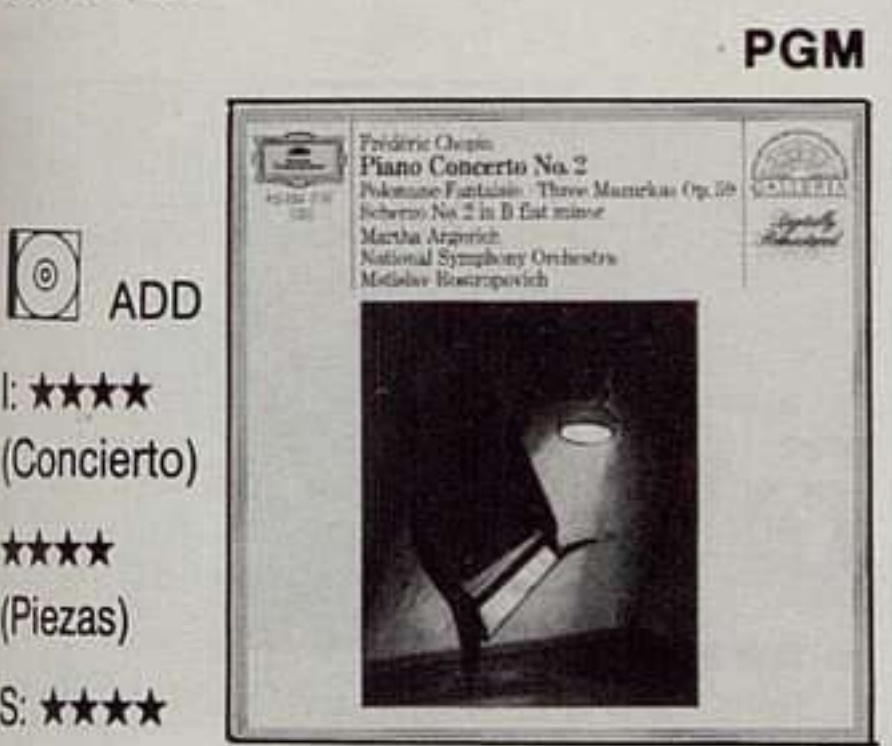 PGM
Frédéric Chopin
Piano Concerto No. 2
Polonaise-Fantaisie · Three Mazurkas Op. 59
Scherzo No. 2 in B flat minor
Martha Argerich
National Symphony Orchestra
Mstislav Rostropovich
GALLERIA
Digitally
Remastered
ADD
I: ★★★★
(Concierto)
★★★★
(Piezas)
S: ★★★★